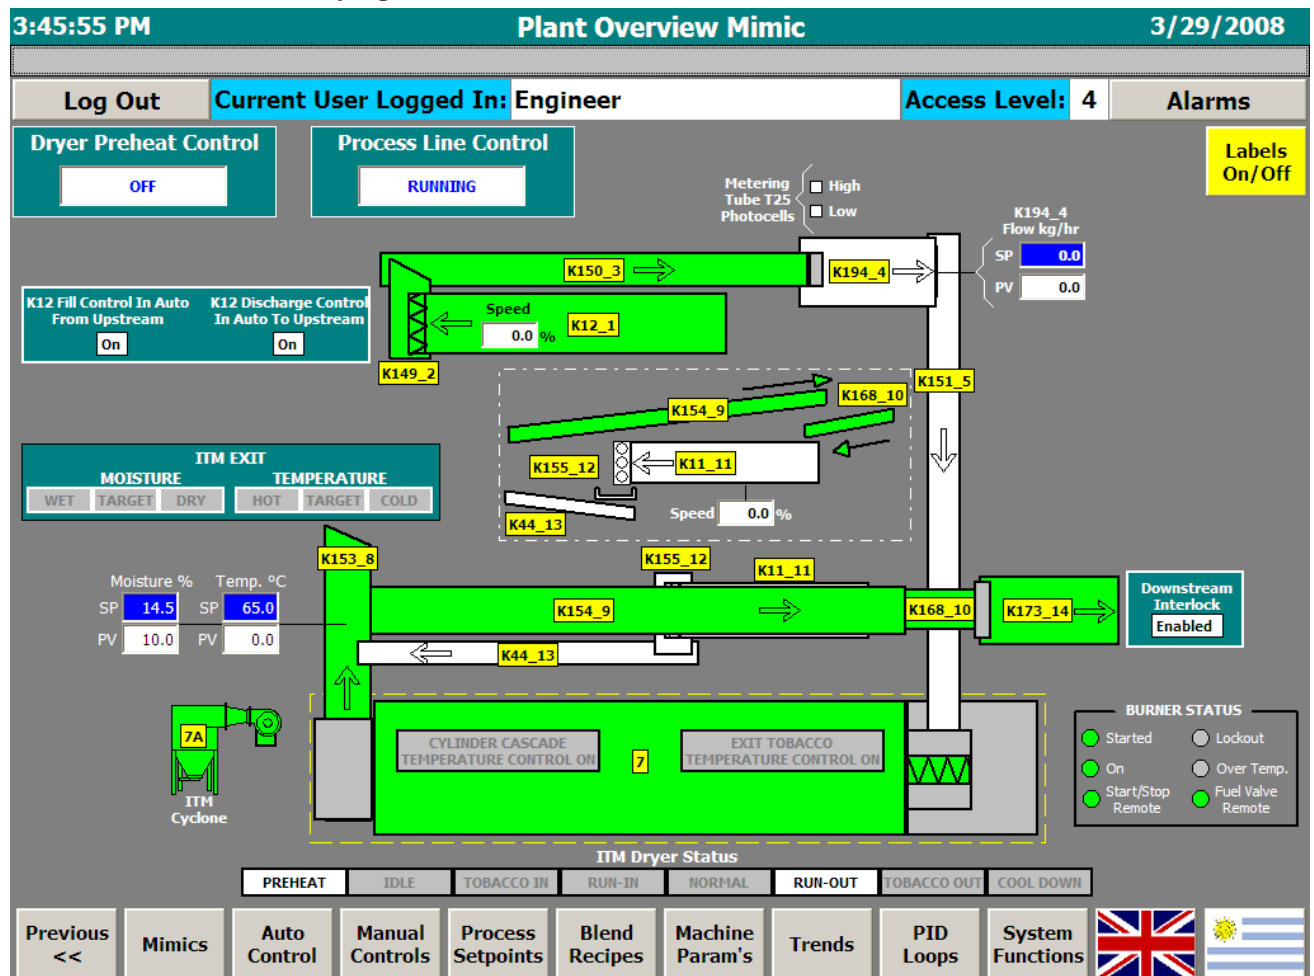 3:45:55 PM Plant Overview Mimic 3/29/2008
Log Out Current User Logged In: Engineer Access Level: 4 Alarms
Dryer Preheat Control
OFF
Process Line Control
RUNNING
Labels
On/Off
Metering
Tube T25
Photocells
High
Low
K194_4
Flow kg/hr
SP 0.0
PV 0.0
K150_3
K194_4
K12 Fill Control In Auto
From Upstream
On
K12 Discharge Control
In Auto To Upstream
On
Speed
0.0 %
K12_1
K149_2
K151_5
K168_10
K154_9
K155_12
K11_11
K44_13
Speed 0.0 %
ITM EXIT
MOISTURE TEMPERATURE
WET TARGET DRY HOT TARGET COLD
K153_8
K155_12
K11_11
Moisture % Temp. °C
SP 14.5 SP 65.0
PV 10.0 PV 0.0
K154_9
K168_10
K173_14
Downstream
Interlock
Enabled
K44_13
7A
ITM
Cyclone
CYLINDER CASCADE
TEMPERATURE CONTROL ON
7
EXIT TOBACCO
TEMPERATURE CONTROL ON
BURNER STATUS
Started Lockout
On Over Temp.
Start/Stop
Remote
Fuel Valve
Remote
ITM Dryer Status
PREHEAT IDLE TOBACCO IN RUN-IN NORMAL RUN-OUT TOBACCO OUT COOL DOWN
Previous
<<
Mimics
Auto
Control
Manual
Controls
Process
Setpoints
Blend
Recipes
Machine
Param's
Trends
PID
Loops
System
Functions